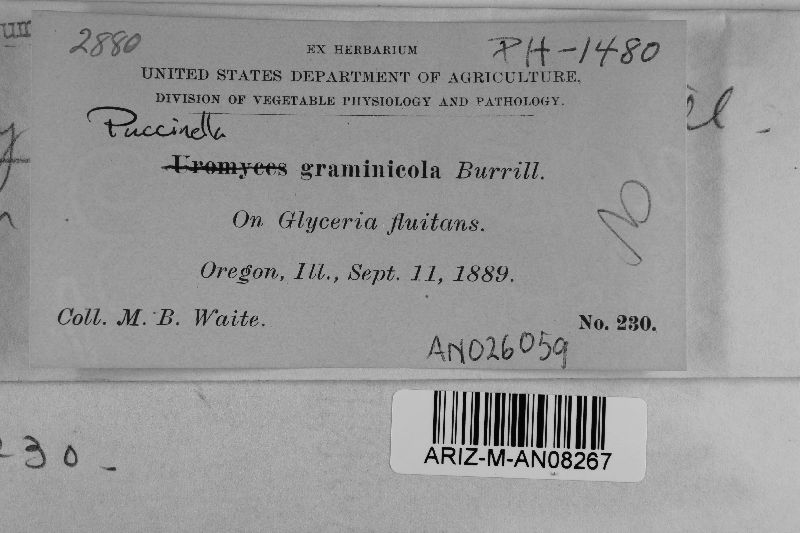 2880
EX HERBARIUM
PH-1480
UNITED STATES DEPARTMENT OF AGRICULTURE,
DIVISION OF VEGETABLE PHYSIOLOGY AND PATHOLOGY.
Puccinella
Uromyces graminicola Burrill.
On Glyceria fluitans.
Oregon, Ill., Sept. 11, 1889.
Coll. M. B. Waite.
No. 230.
AN026059
230-
ARIZ-M-AN08267